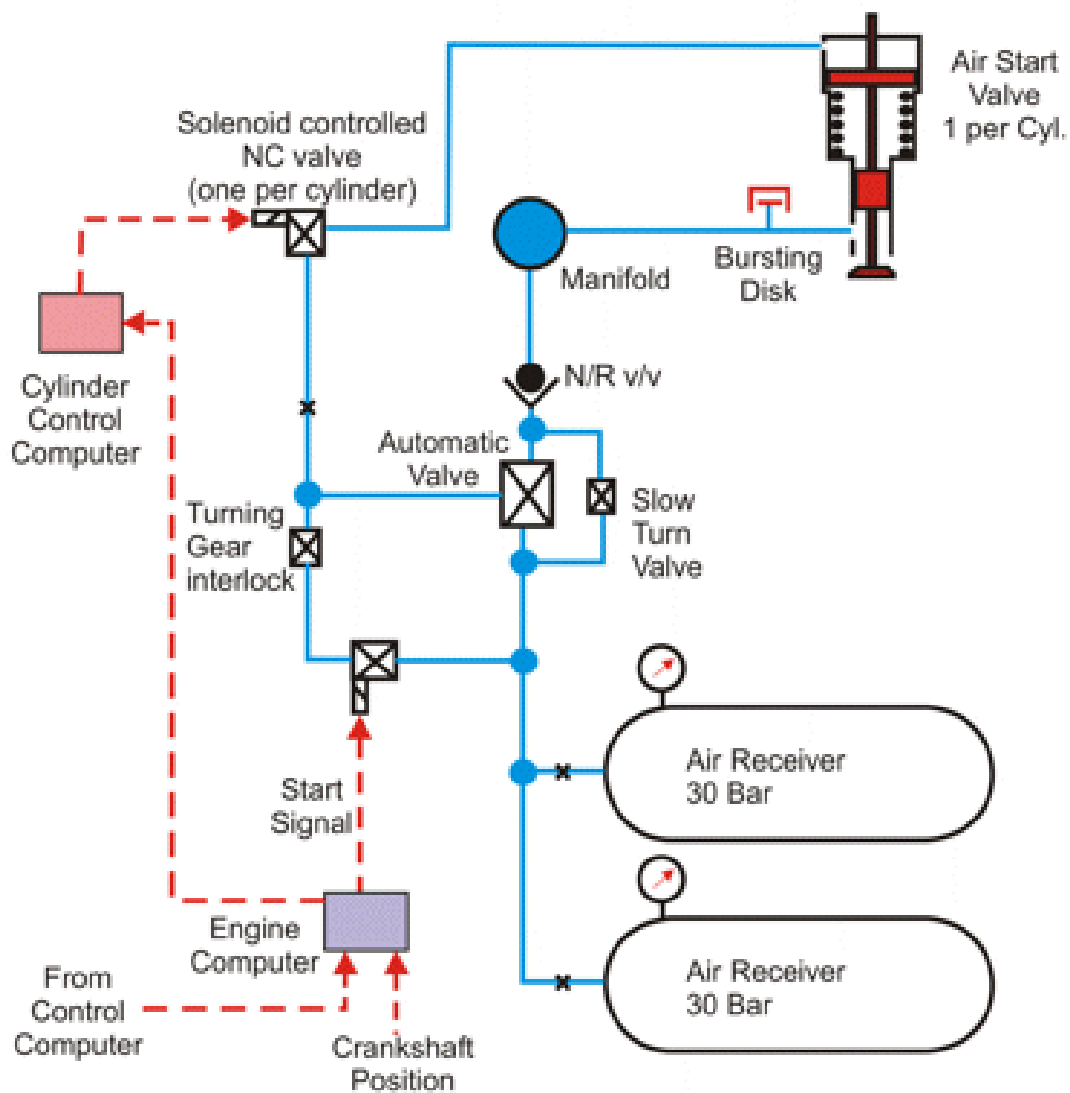 Air Start
Valve
1 per Cyl.
Solenoid controlled
NC valve
(one per cylinder)
Manifold
Bursting
Disk
Cylinder
Control
Computer
N/R v/v
Automatic
Valve
Slow
Turn
Valve
Turning
Gear
interlock
Air Receiver
30 Bar
Start
Signal
Engine
Computer
Air Receiver
30 Bar
From
Control
Computer
Crankshaft
Position